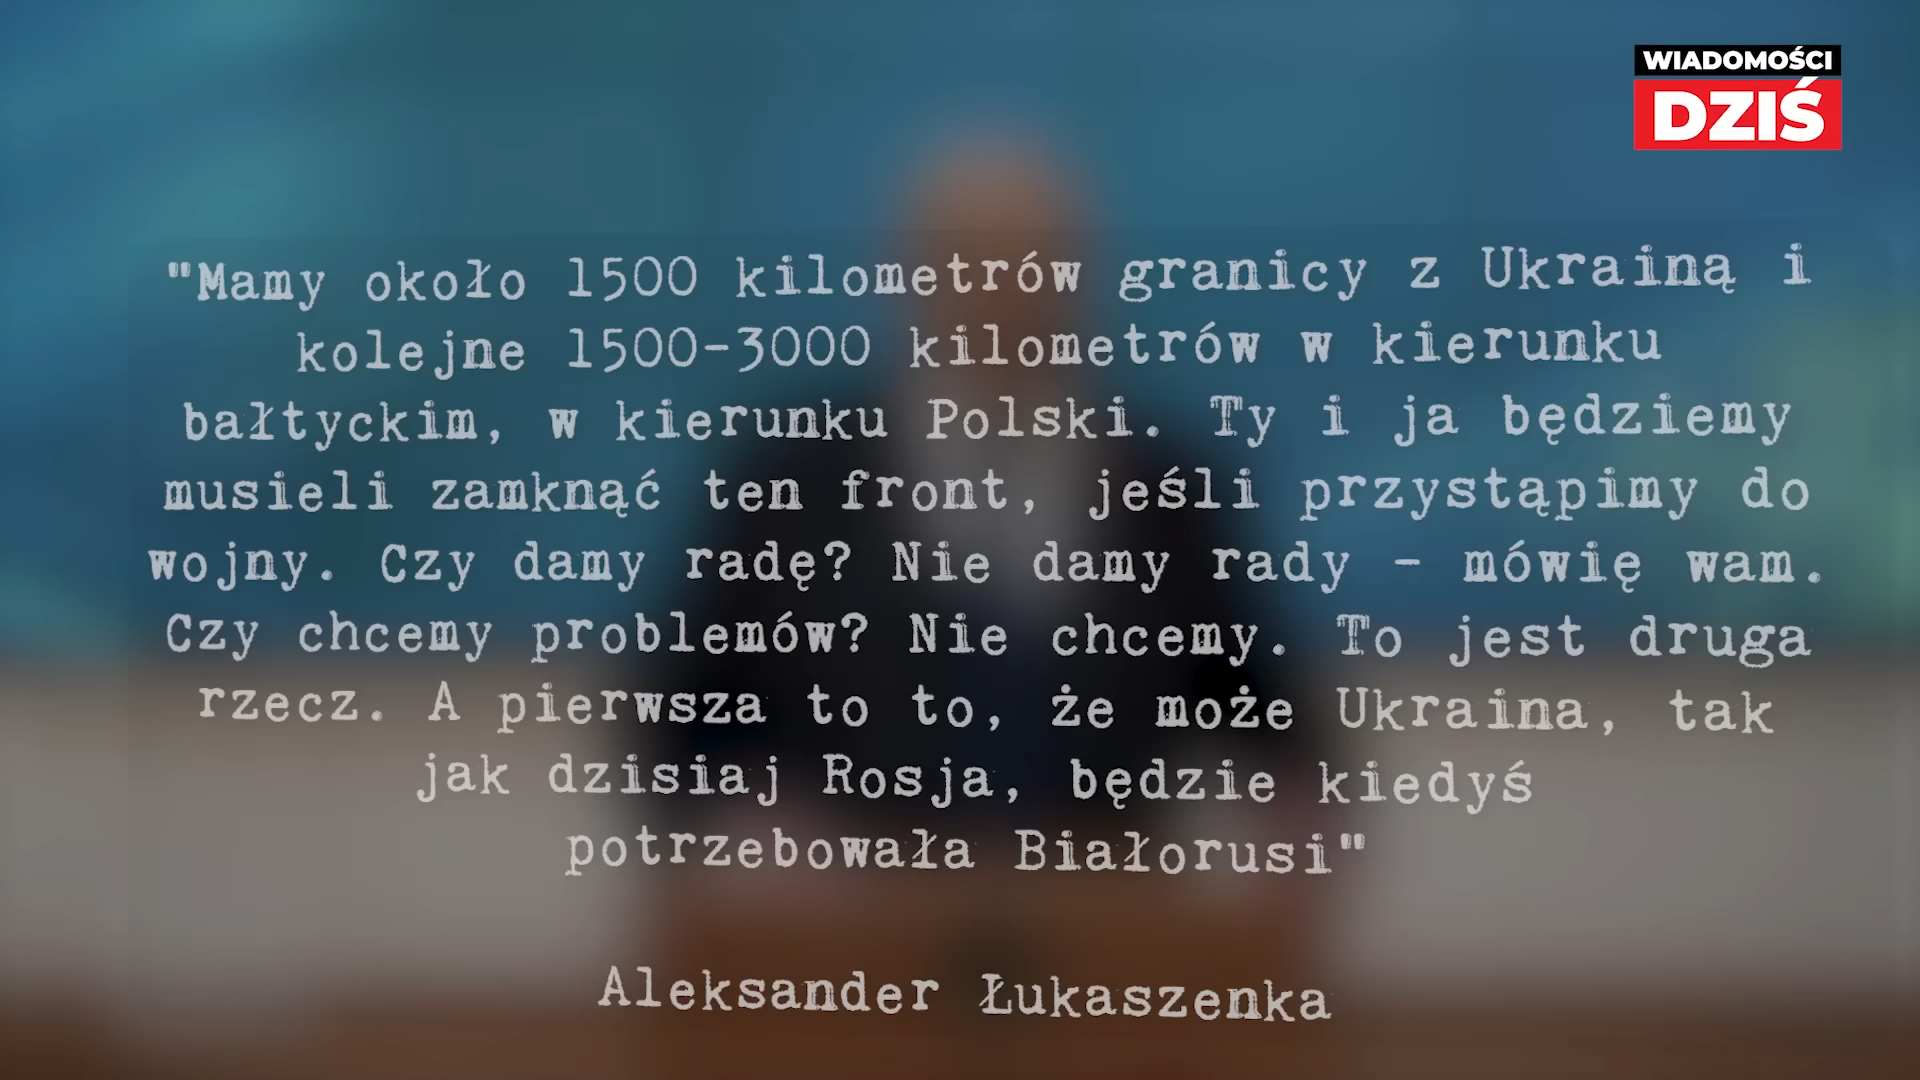 WIADOMOŚCI
DZIŚ
"Mamy około 1500 kilometrów granicy z Ukrainą i
kolejne 1500-3000 kilometrów w kierunku
bałtyckim, w kierunku Polski. Ty i ja będziemy
musieli zamknąć ten front, jeśli przystąpimy do
wojny. Czy damy radę? Nie damy rady - mówię wam.
Czy chcemy problemów? Nie chcemy. To jest druga
rzecz. A pierwsza to to, że może Ukraina, tak
jak dzisiaj Rosja, będzie kiedyś
potrzebowała Białorusi"
Aleksander Łukaszenka